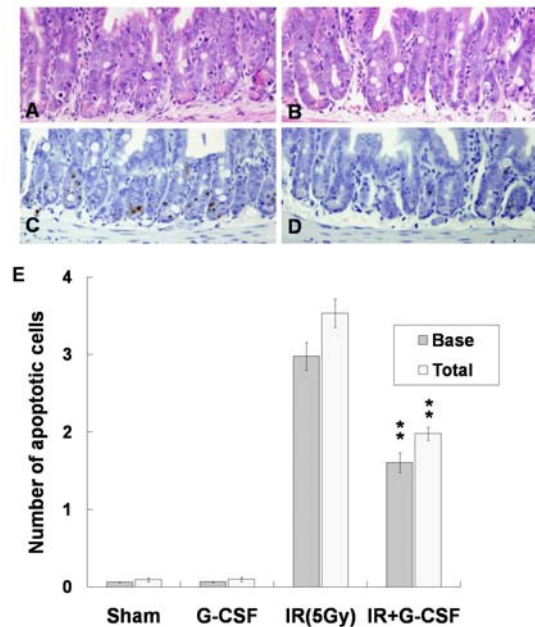 A
B
C
D
E
Number of apoptotic cells
4
3
2
1
0
Base
Total
**
**
Sham G-CSF IR(5Gy) IR+G-CSF